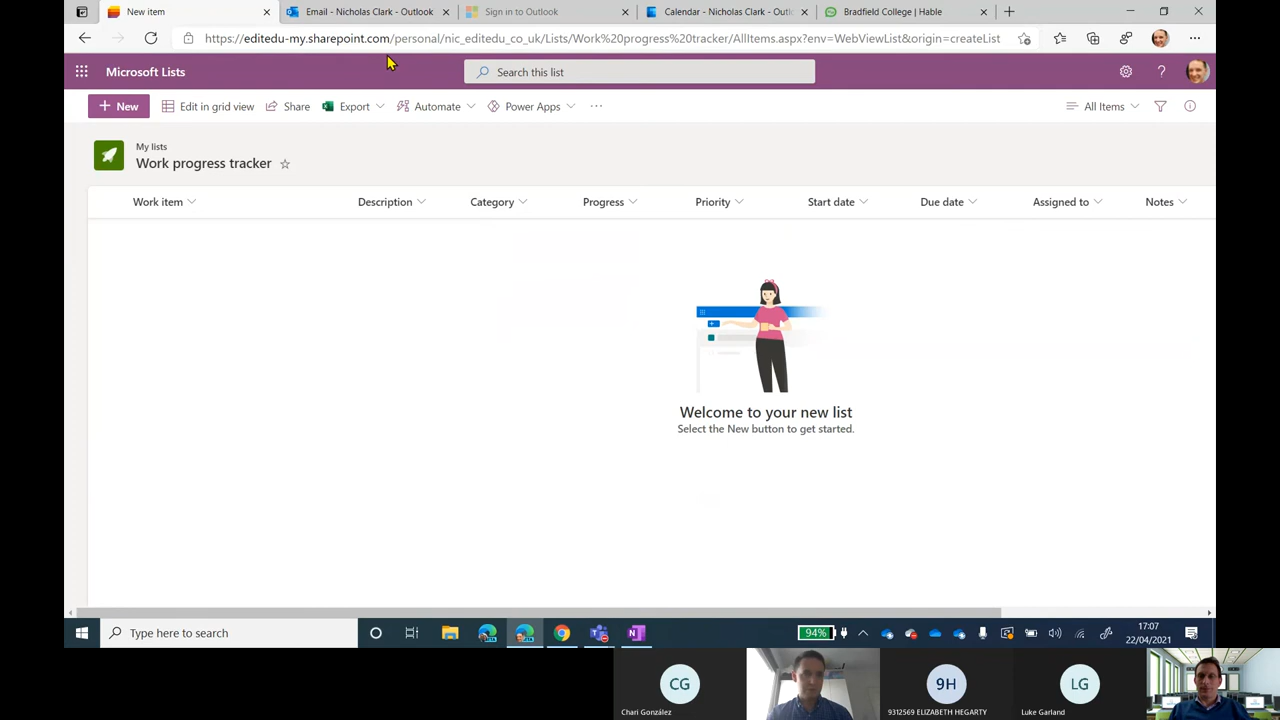 New item
Email - Nicholas Clark - Outlook
Sign in to Outlook
Calendar - Nicholas Clark - Outlo
Bradfield College | Hable
https://editedu-my.sharepoint.com/personal/nic_editedu_co_uk/Lists/Work%20progress%20tracker/AllItems.aspx?env=WebViewList&origin=createList
Microsoft Lists
Search this list
New
Edit in grid view
Share
Export
Automate
Power Apps
All Items
My lists
Work progress tracker
Work item
Description
Category
Progress
Priority
Start date
Due date
Assigned to
Notes
Welcome to your new list
Select the New button to get started.
Type here to search
94%
17:07
22/04/2021
CG
9H
LG
Chari González
9312569 ELIZABETH HEGARTY
Luke Garland